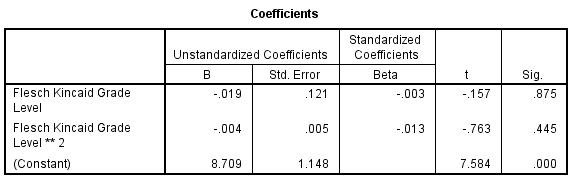 Coefficients
Unstandardized Coefficients
Standardized
Coefficients
t
Sig.
B
Std. Error
Beta
Flesch Kincaid Grade
Level
-.019
.121
-.003
-.157
.875
Flesch Kincaid Grade
Level ** 2
-.004
.005
-.013
-.763
.445
(Constant)
8.709
1.148
7.584
.000